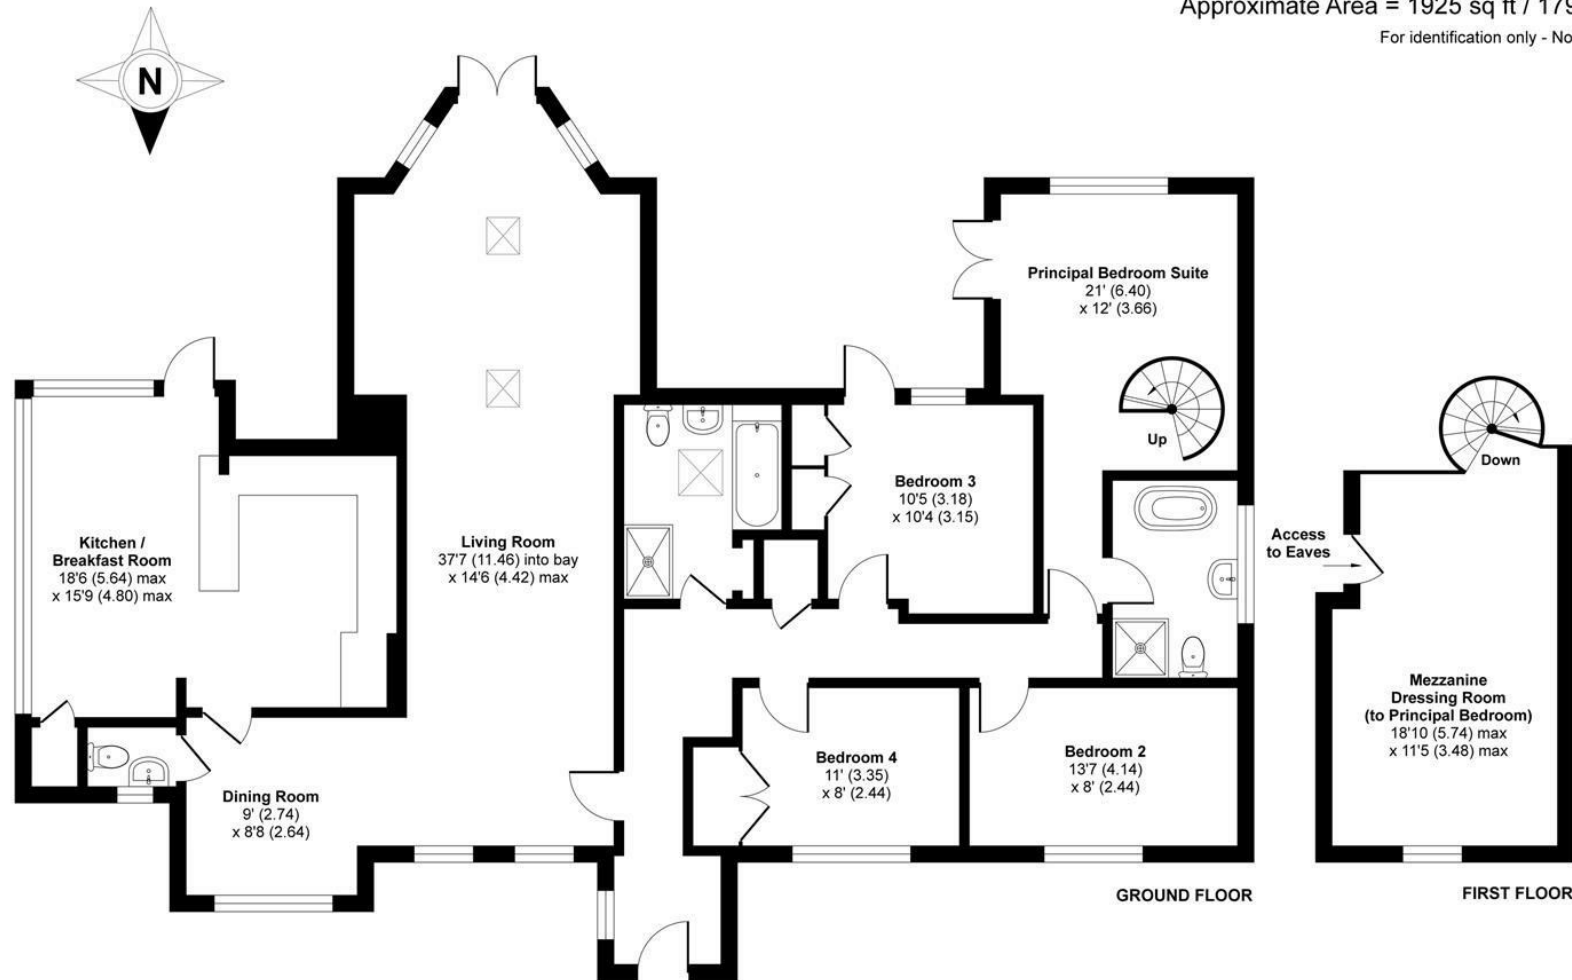 Approximate Area = 1925 sq ft / 179
For identification only - No
N
Principal Bedroom Suite
21' (6.40)
x 12' (3.66)
Up
Down
Bedroom 3
10'5 (3.18)
x 10'4 (3.15)
Kitchen /
Breakfast Room
18'6 (5.64) max
x 15'9 (4.80) max
Living Room
37'7 (11.46) into bay
x 14'6 (4.42) max
Access
to Eaves
Mezzanine
Dressing Room
(to Principal Bedroom)
18'10 (5.74) max
x 11'5 (3.48) max
Bedroom 4
11' (3.35)
x 8' (2.44)
Bedroom 2
13'7 (4.14)
x 8' (2.44)
Dining Room
9' (2.74)
x 8'8 (2.64)
GROUND FLOOR
FIRST FLOOR